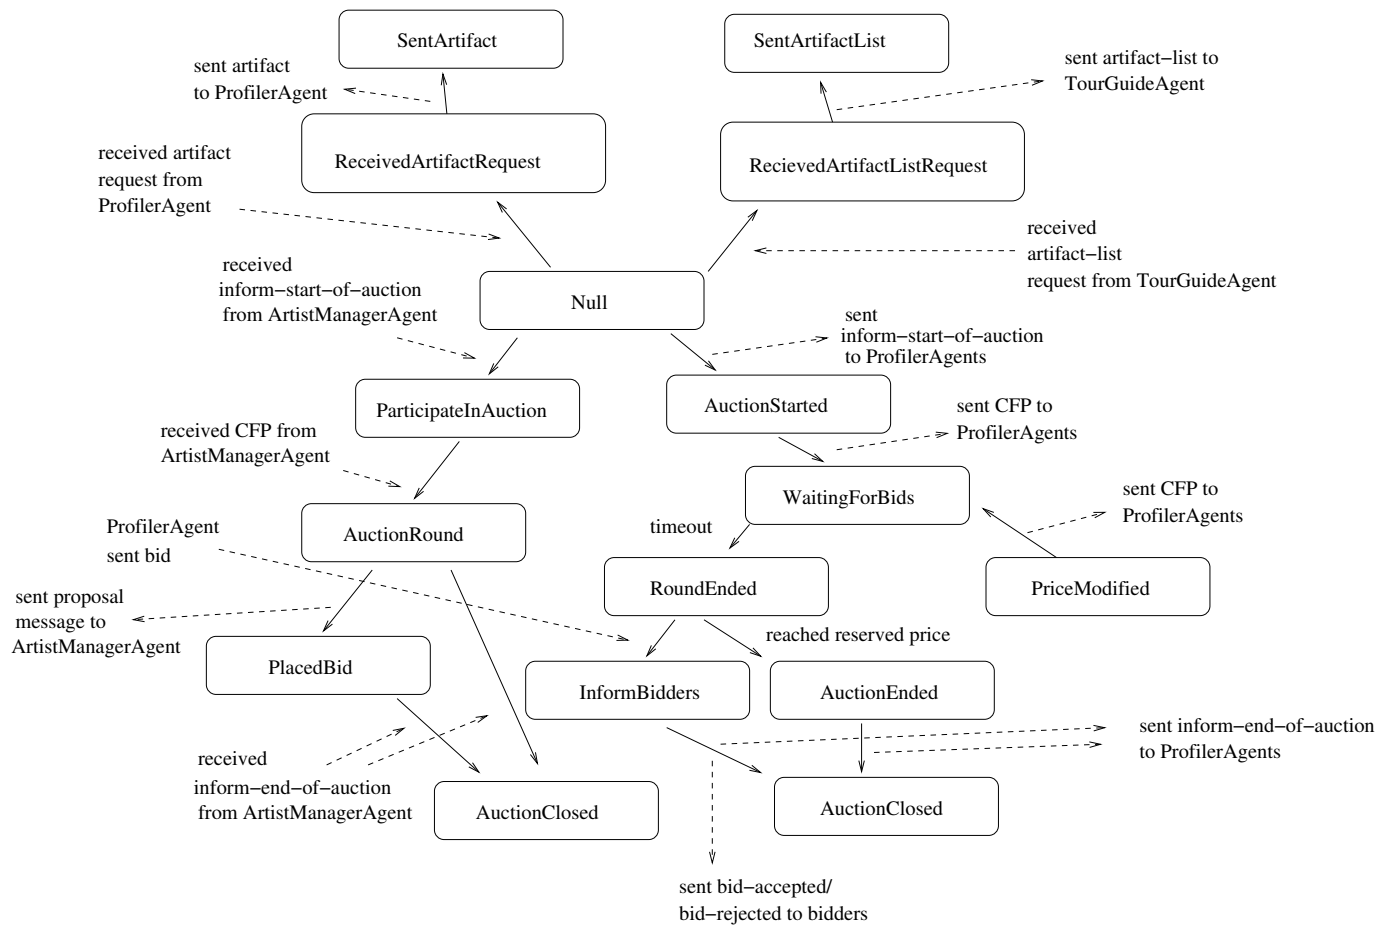 SentArtifact
SentArtifactList
sent artifact
to ProfilerAgent
sent artifact−list to
TourGuideAgent
ReceivedArtifactRequest
RecievedArtifactListRequest
received artifact
request from
ProfilerAgent
received
artifact−list
request from TourGuideAgent
received
inform−start−of−auction
from ArtistManagerAgent
Null
sent
inform−start−of−auction
to ProfilerAgents
ParticipateInAuction
AuctionStarted
sent CFP to
ProfilerAgents
received CFP from
ArtistManagerAgent
WaitingForBids
sent CFP to
ProfilerAgents
AuctionRound
ProfilerAgent
sent bid
timeout
RoundEnded
PriceModified
sent proposal
message to
ArtistManagerAgent
reached reserved price
PlacedBid
InformBidders
AuctionEnded
sent inform−end−of−auction
to ProfilerAgents
received
inform−end−of−auction
from ArtistManagerAgent
AuctionClosed
AuctionClosed
sent bid−accepted/
bid−rejected to bidders